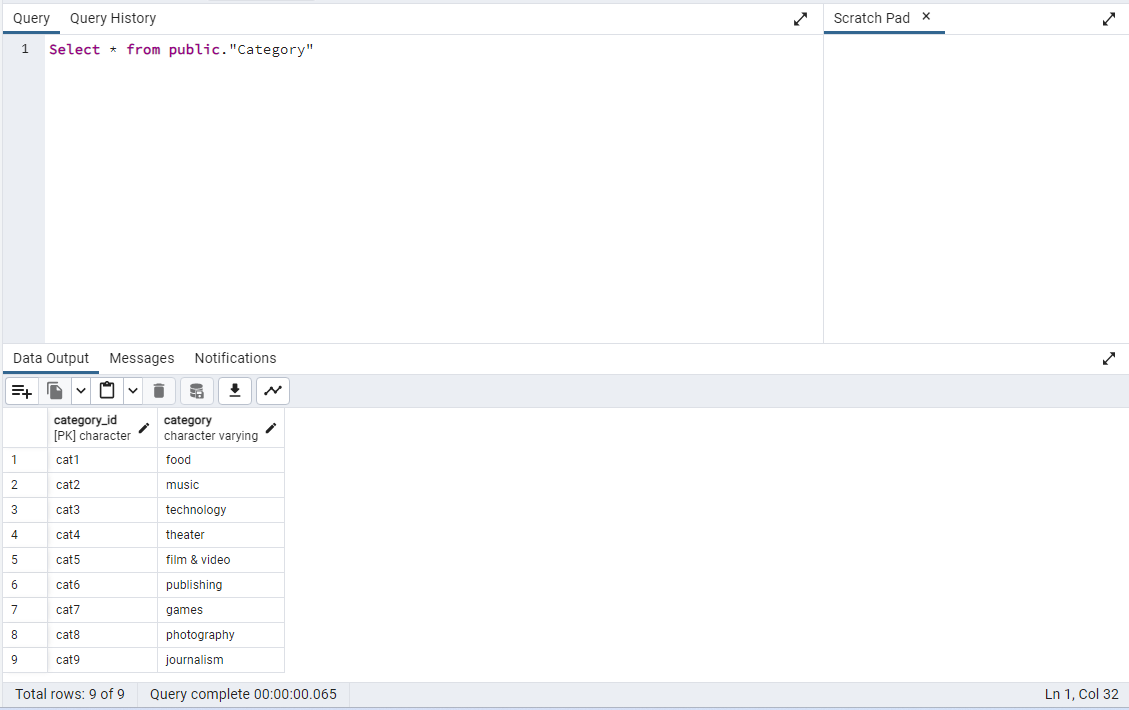 Query Query History Scratch Pad ×
1 Select * from public."Category"
Data Output Messages Notifications
category_id category
[PK] character character varying
1 cat1 food
2 cat2 music
3 cat3 technology
4 cat4 theater
5 cat5 film & video
6 cat6 publishing
7 cat7 games
8 cat8 photography
9 cat9 journalism
Total rows: 9 of 9 Query complete 00:00:00.065 Ln 1, Col 32